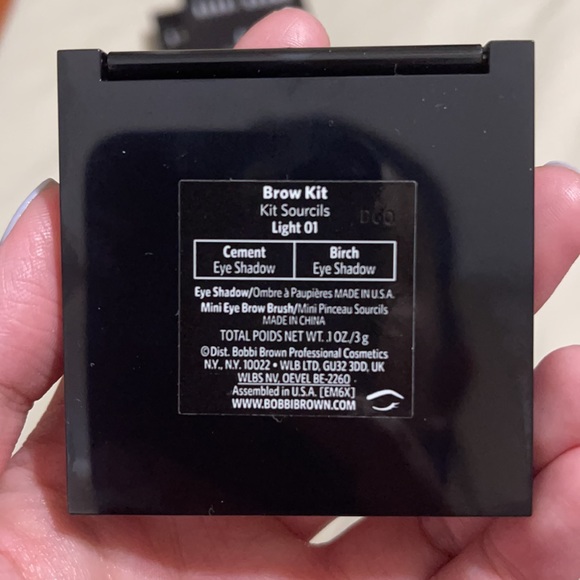 Brow Kit
Kit Sourcils
Light 01
Cement
Eye Shadow
Birch
Eye Shadow
Eye Shadow/Ombre à Paupières MADE IN U.S.A.
Mini Eye Brow Brush/Mini Pinceau Sourcils
MADE IN CHINA
TOTAL POIDS NET WT. .1 OZ./3 g
©Dist. Bobbi Brown Professional Cosmetics
N.Y., N.Y. 10022 • WLB LTD, GU32 3DD, UK
WLBS NV, OEVEL BE-2260
Assembled in U.S.A. [EM6X]
WWW.BOBBIBROWN.COM